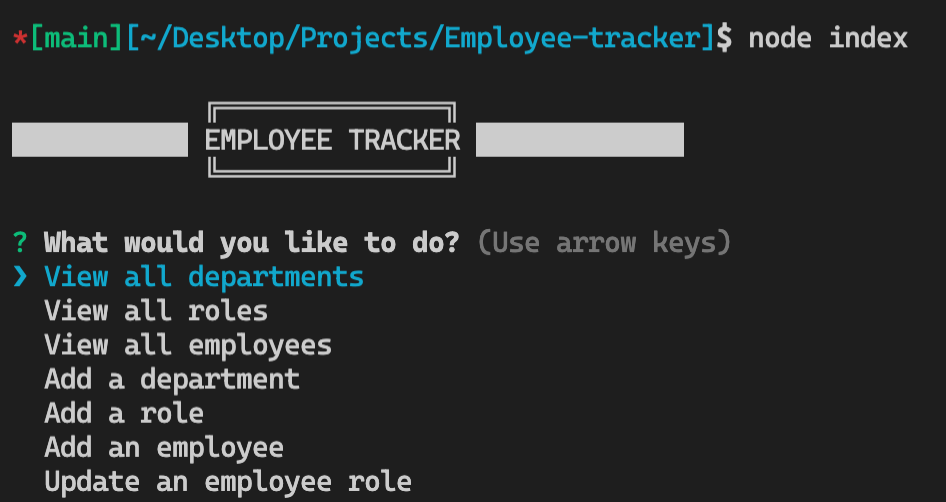 *[main][~/Desktop/Projects/Employee-tracker]$ node index
EMPLOYEE TRACKER
? What would you like to do? (Use arrow keys)
❯ View all departments
View all roles
View all employees
Add a department
Add a role
Add an employee
Update an employee role